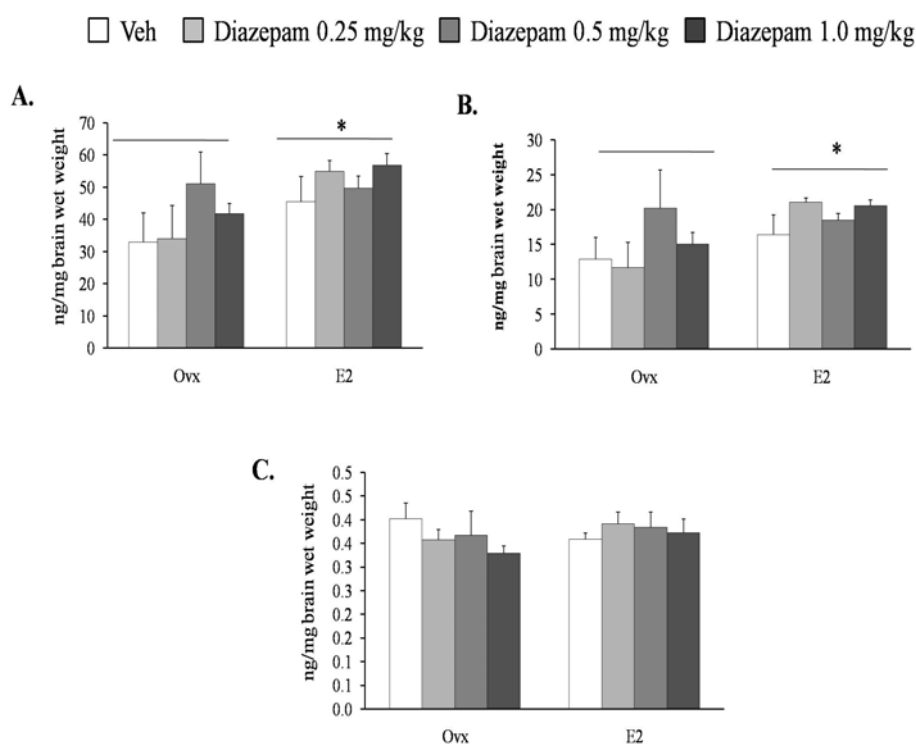 Veh Diazepam 0.25 mg/kg Diazepam 0.5 mg/kg Diazepam 1.0 mg/kg
A.
ng/mg brain wet weight
70
60
50
40
30
20
10
0
*
Ovx E2
B.
ng/mg brain wet weight
30
25
20
15
10
5
0
*
Ovx E2
C.
ng/mg brain wet weight
0.5
0.5
0.4
0.4
0.3
0.3
0.2
0.2
0.1
0.1
0.0
Ovx E2